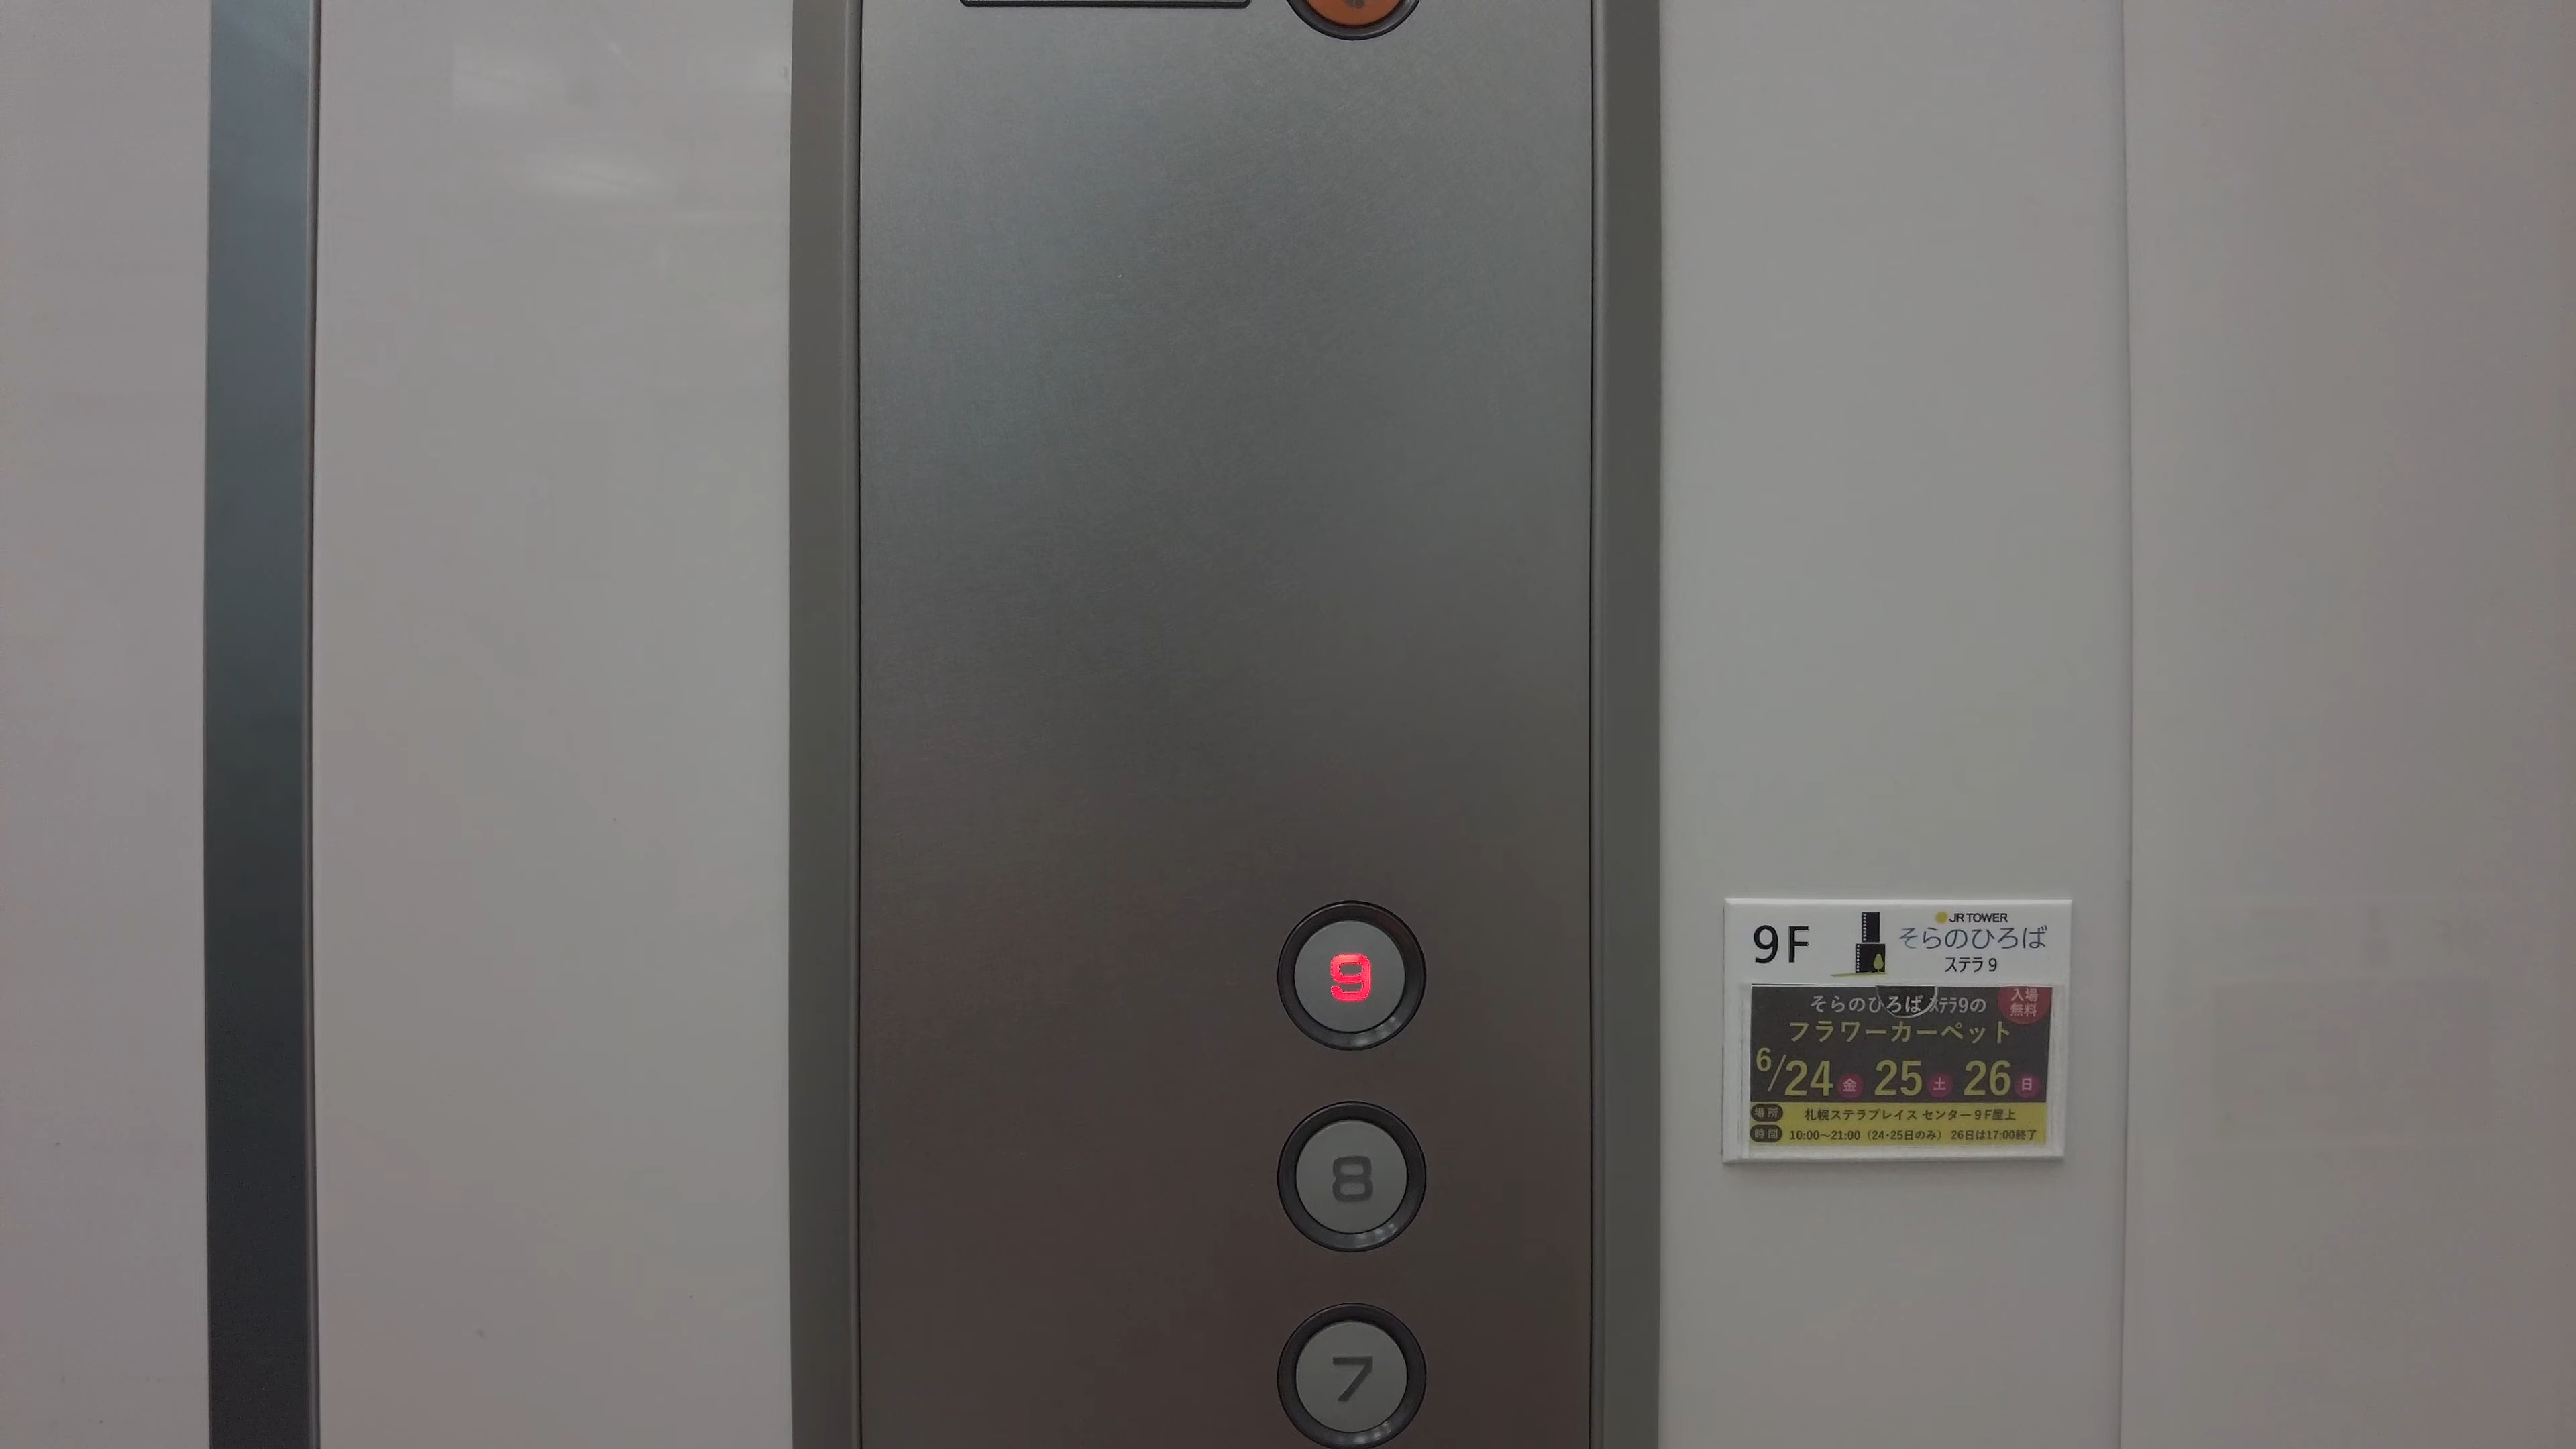 9
8
7
9F
JR TOWER
そらのひろば
ステラ9
そらのひろば ステラ9の
入場
無料
フラワーカーペット
6/24 金 25 土 26 日
場所 札幌ステラプレイス センター9F屋上
時間 10:00〜21:00（24・25日のみ） 26日は17:00終了